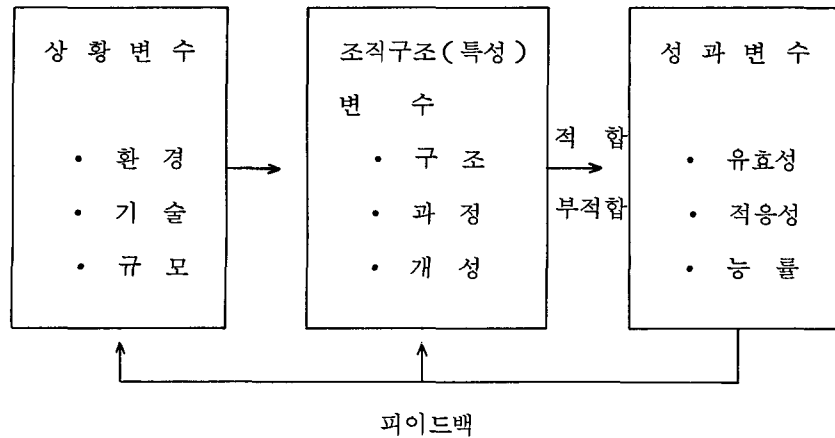 상 황 변 수
• 환 경
• 기 술
• 규 모
조직구조 ( 특성 )
변 수
• 구 조
• 과 정
• 개 성
적 합
부적합
성 과 변 수
• 유효성
• 적응성
• 능 률
피이드백